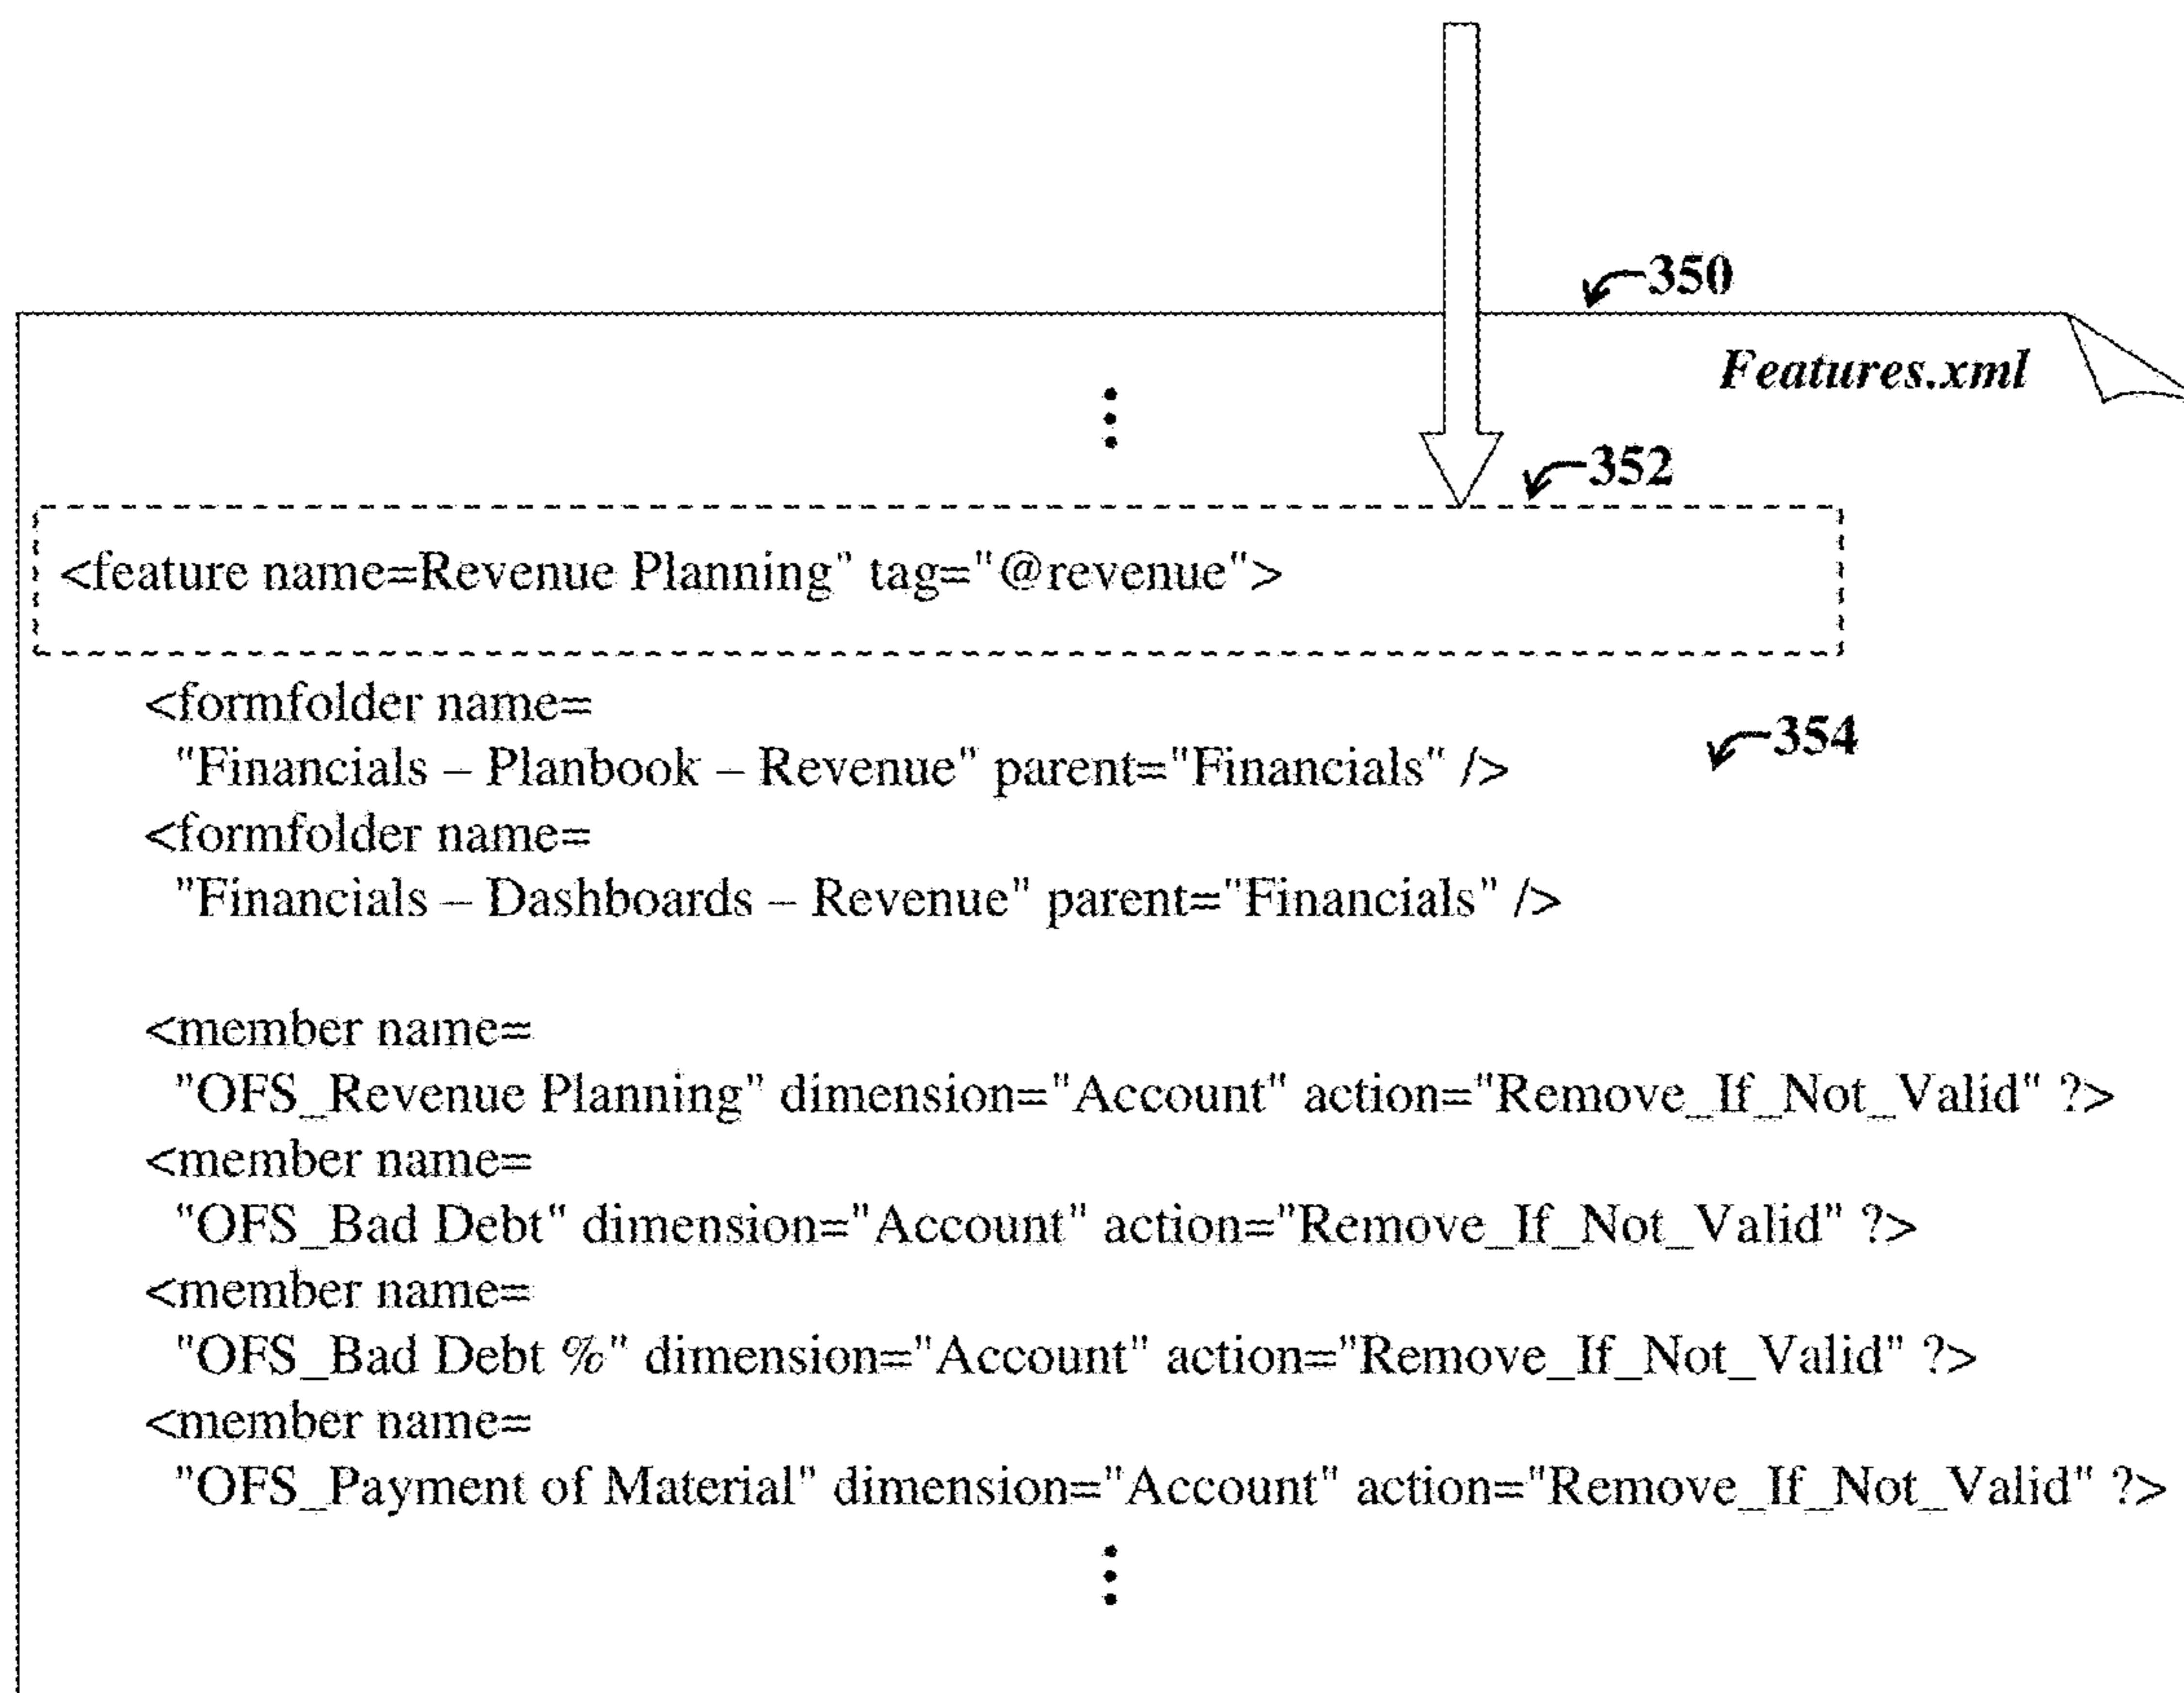 350
Features.xml
352
<feature name=Revenue Planning" tag="@revenue">
<formfolder name=
"Financials – Planbook – Revenue" parent="Financials" />
354
<formfolder name=
"Financials – Dashboards – Revenue" parent="Financials" />
<member name=
"OFS_Revenue Planning" dimension="Account" action="Remove_If_Not_Valid" ?>
<member name=
"OFS_Bad Debt" dimension="Account" action="Remove_If_Not_Valid" ?>
<member name=
"OFS_Bad Debt %" dimension="Account" action="Remove_If_Not_Valid" ?>
<member name=
"OFS_Payment of Material" dimension="Account" action="Remove_If_Not_Valid" ?>